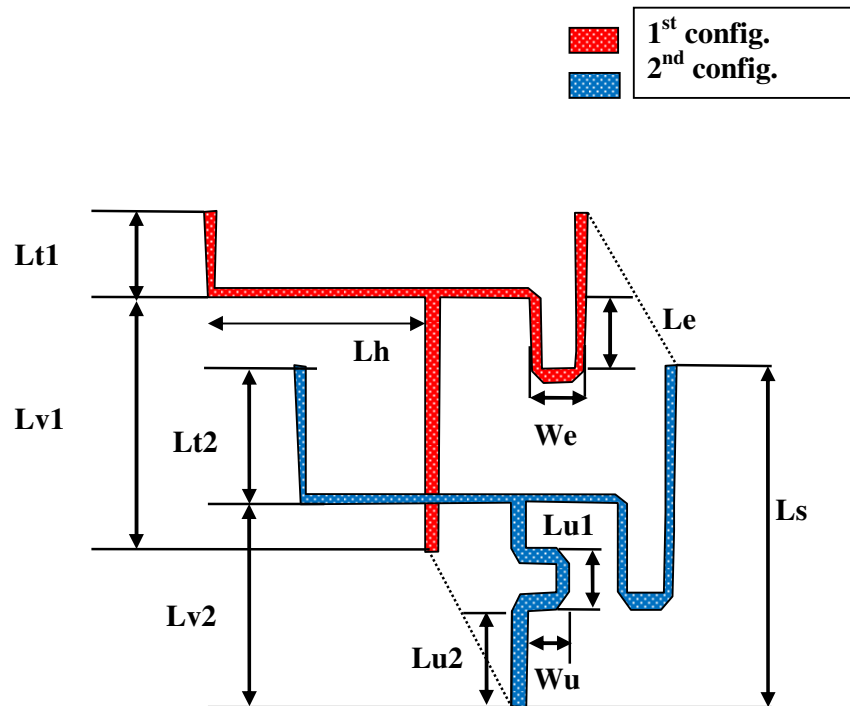 1st config.
2nd config.
Lt1
Le
Lh
Lv1
We
Lt2
Ls
Lu1
Lv2
Lu2
Wu